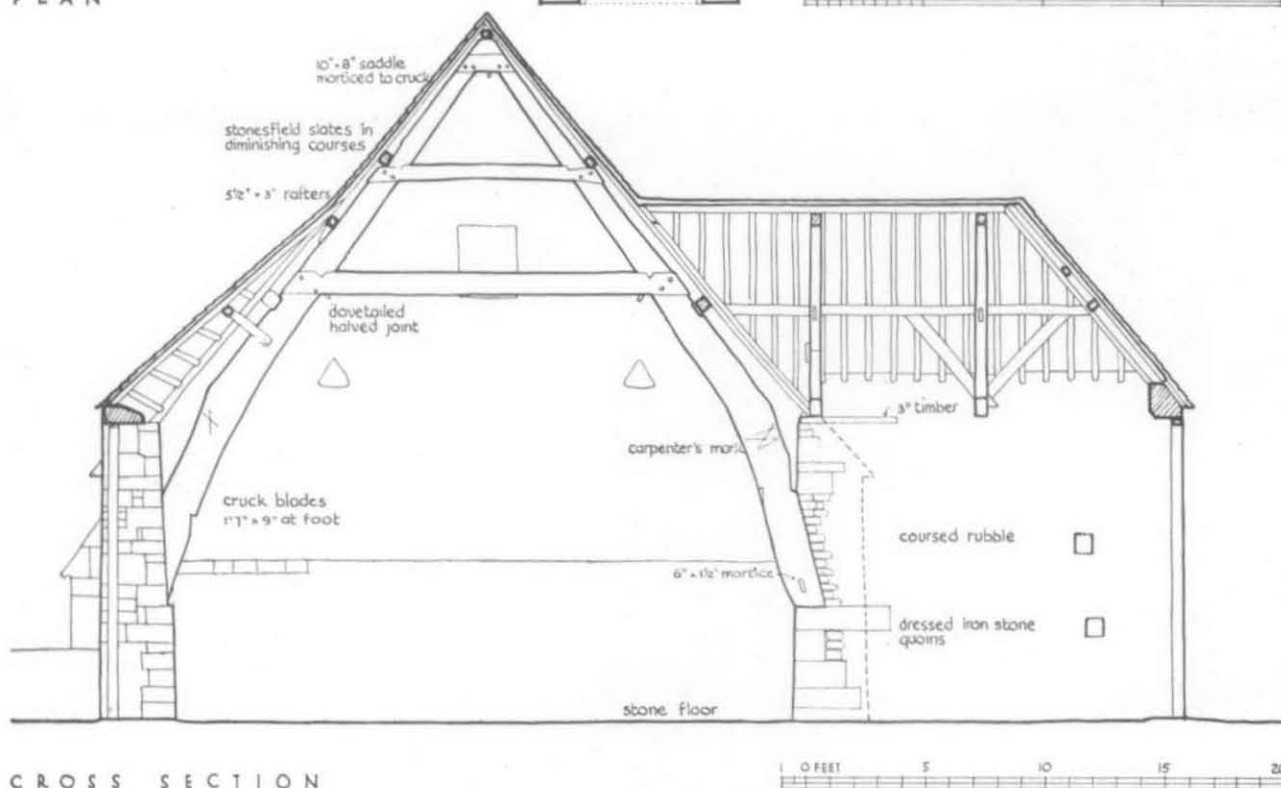 PLAN
10" × 8" saddle
morticed to cruck
stonesfield slates in
diminishing courses
5½" × 3" rafters
dovetailed
halved joint
3" timber
carpenter's mark
cruck blades
1'7" × 9" at foot
coursed rubble
6" × 1½" mortice
dressed iron stone
quoins
stone floor
CROSS SECTION
1 0 FEET 5 10 15 20